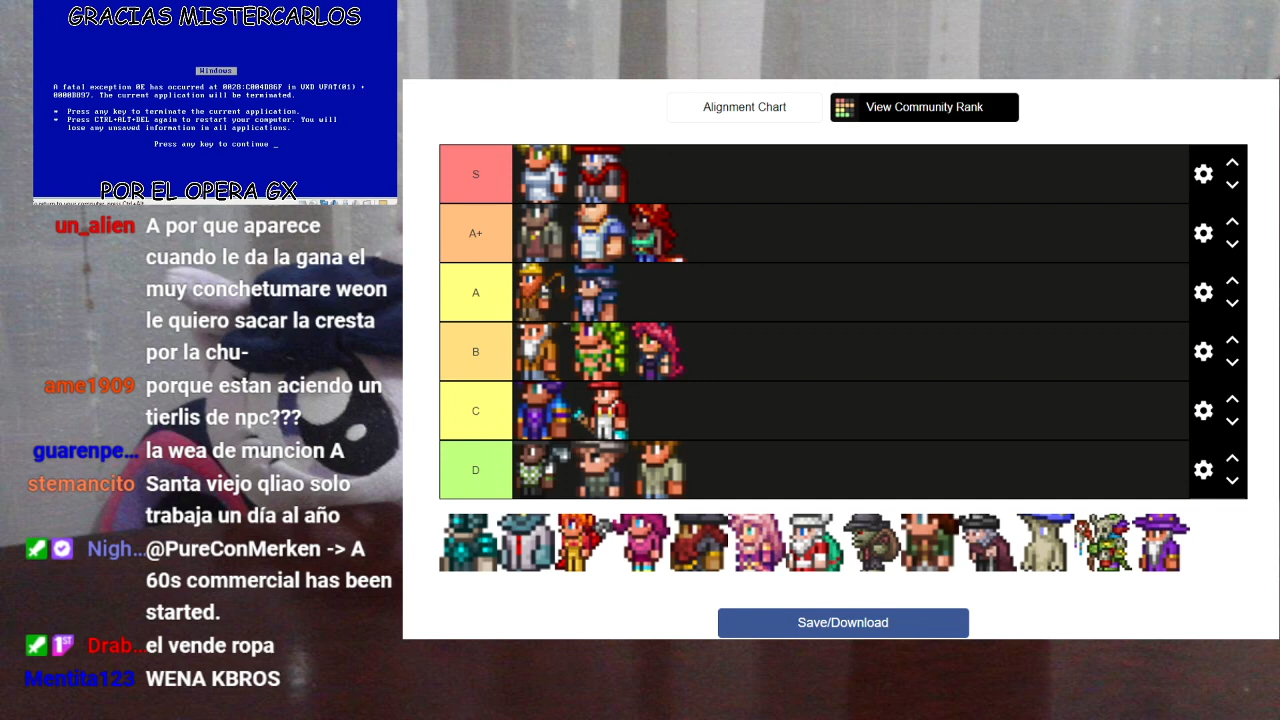 GRACIAS MISTERCARLOS
Windows
A fatal exception 0E has occurred at 0028:C004D86F in VXD VFAT(01) +
0000B897. The current application will be terminated.
* Press any key to terminate the current application.
* Press CTRL+ALT+DEL again to restart your computer. You will
lose any unsaved information in all applications.
Press any key to continue _
POR EL OPERA GX
un_alien A por que aparece
cuando le da la gana el
muy conchetumare weon
le quiero sacar la cresta
por la chu-
ame1909 porque estan aciendo un
tierlis de npc???
guarenpe... la wea de muncion A
stemancito Santa viejo qliao solo
trabaja un día al año
Nigh... @PureConMerken -> A
60s commercial has been
started.
1ST Drab... el vende ropa
Mentita123 WENA KBROS
Alignment Chart
View Community Rank
S
A+
A
B
C
D
Save/Download